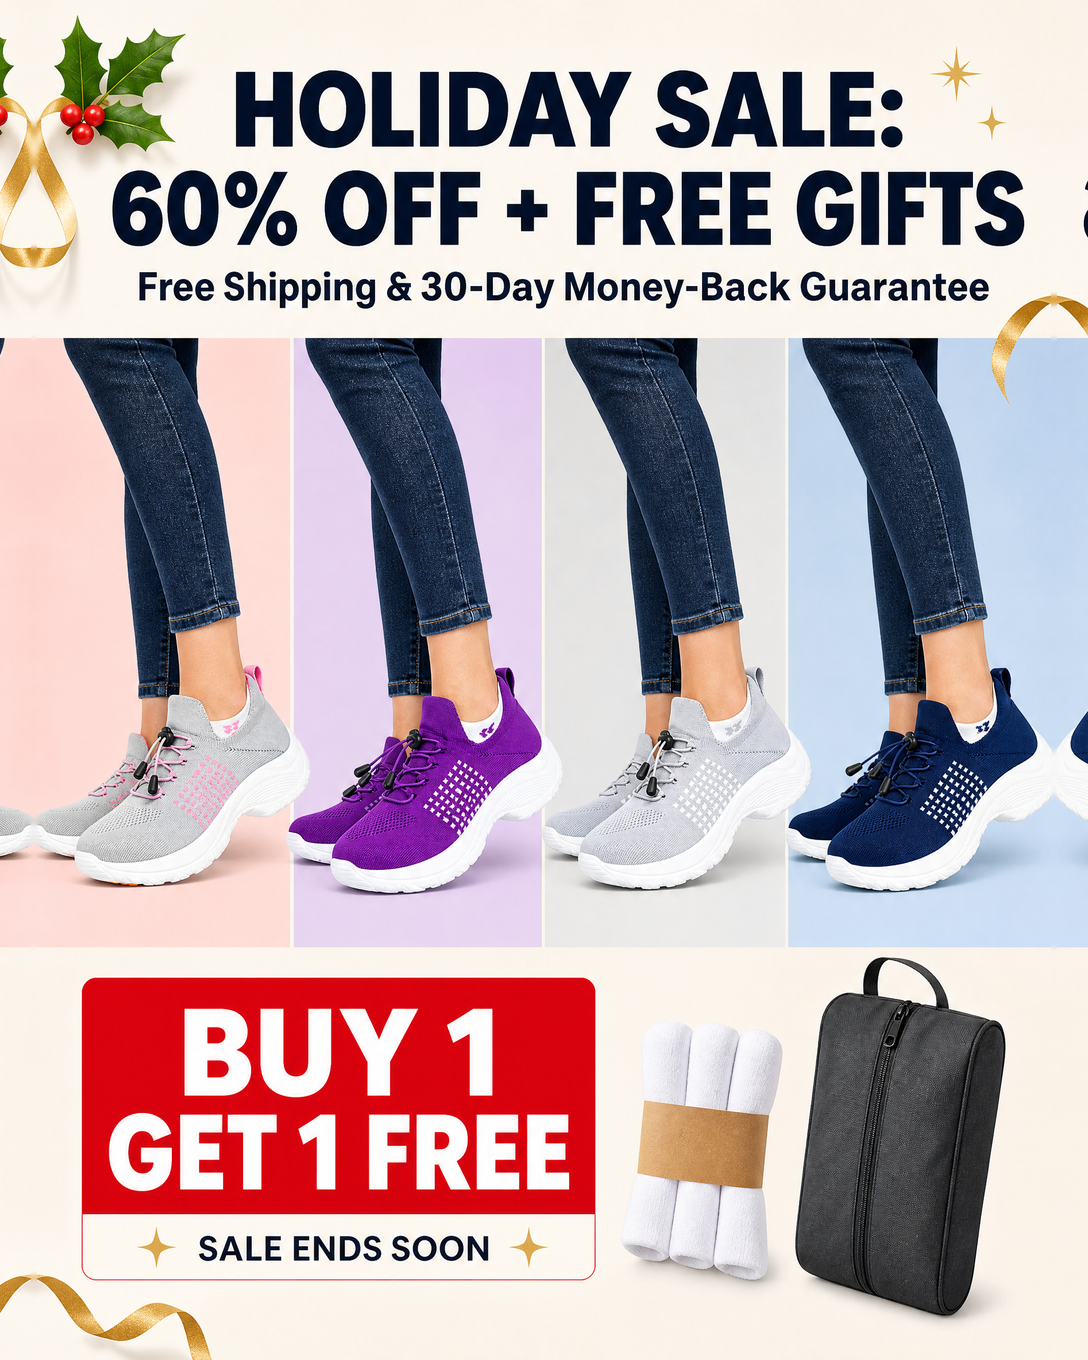 HOLIDAY SALE:
60% OFF + FREE GIFTS
Free Shipping & 30-Day Money-Back Guarantee
BUY 1
GET 1 FREE
SALE ENDS SOON